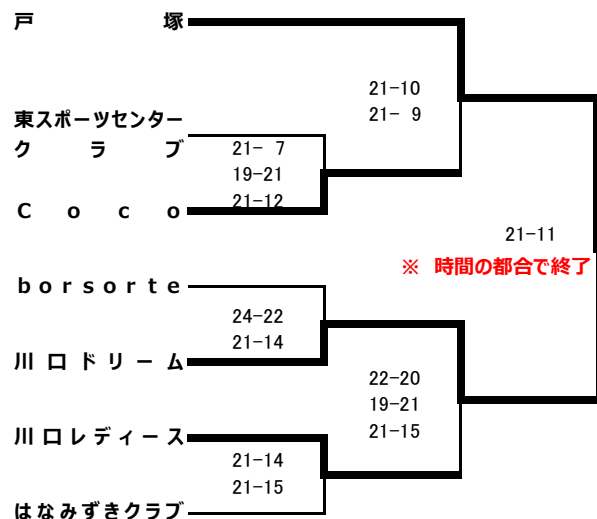 戸塚
21-10
21- 9
東スポーツセンター
クラブ
21- 7
19-21
21-12
Coco
21-11
※ 時間の都合で終了
borsorte
24-22
21-14
川口ドリーム
22-20
19-21
21-15
川口レディース
21-14
21-15
はなみずきクラブ